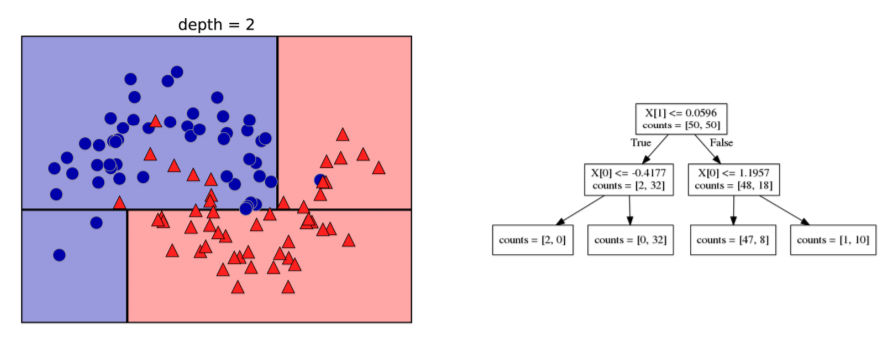 depth = 2
X[1] <= 0.0596
counts = [50, 50]
True
False
X[0] <= -0.4177
counts = [2, 32]
X[0] <= 1.1957
counts = [48, 18]
counts = [2, 0]
counts = [0, 32]
counts = [47, 8]
counts = [1, 10]